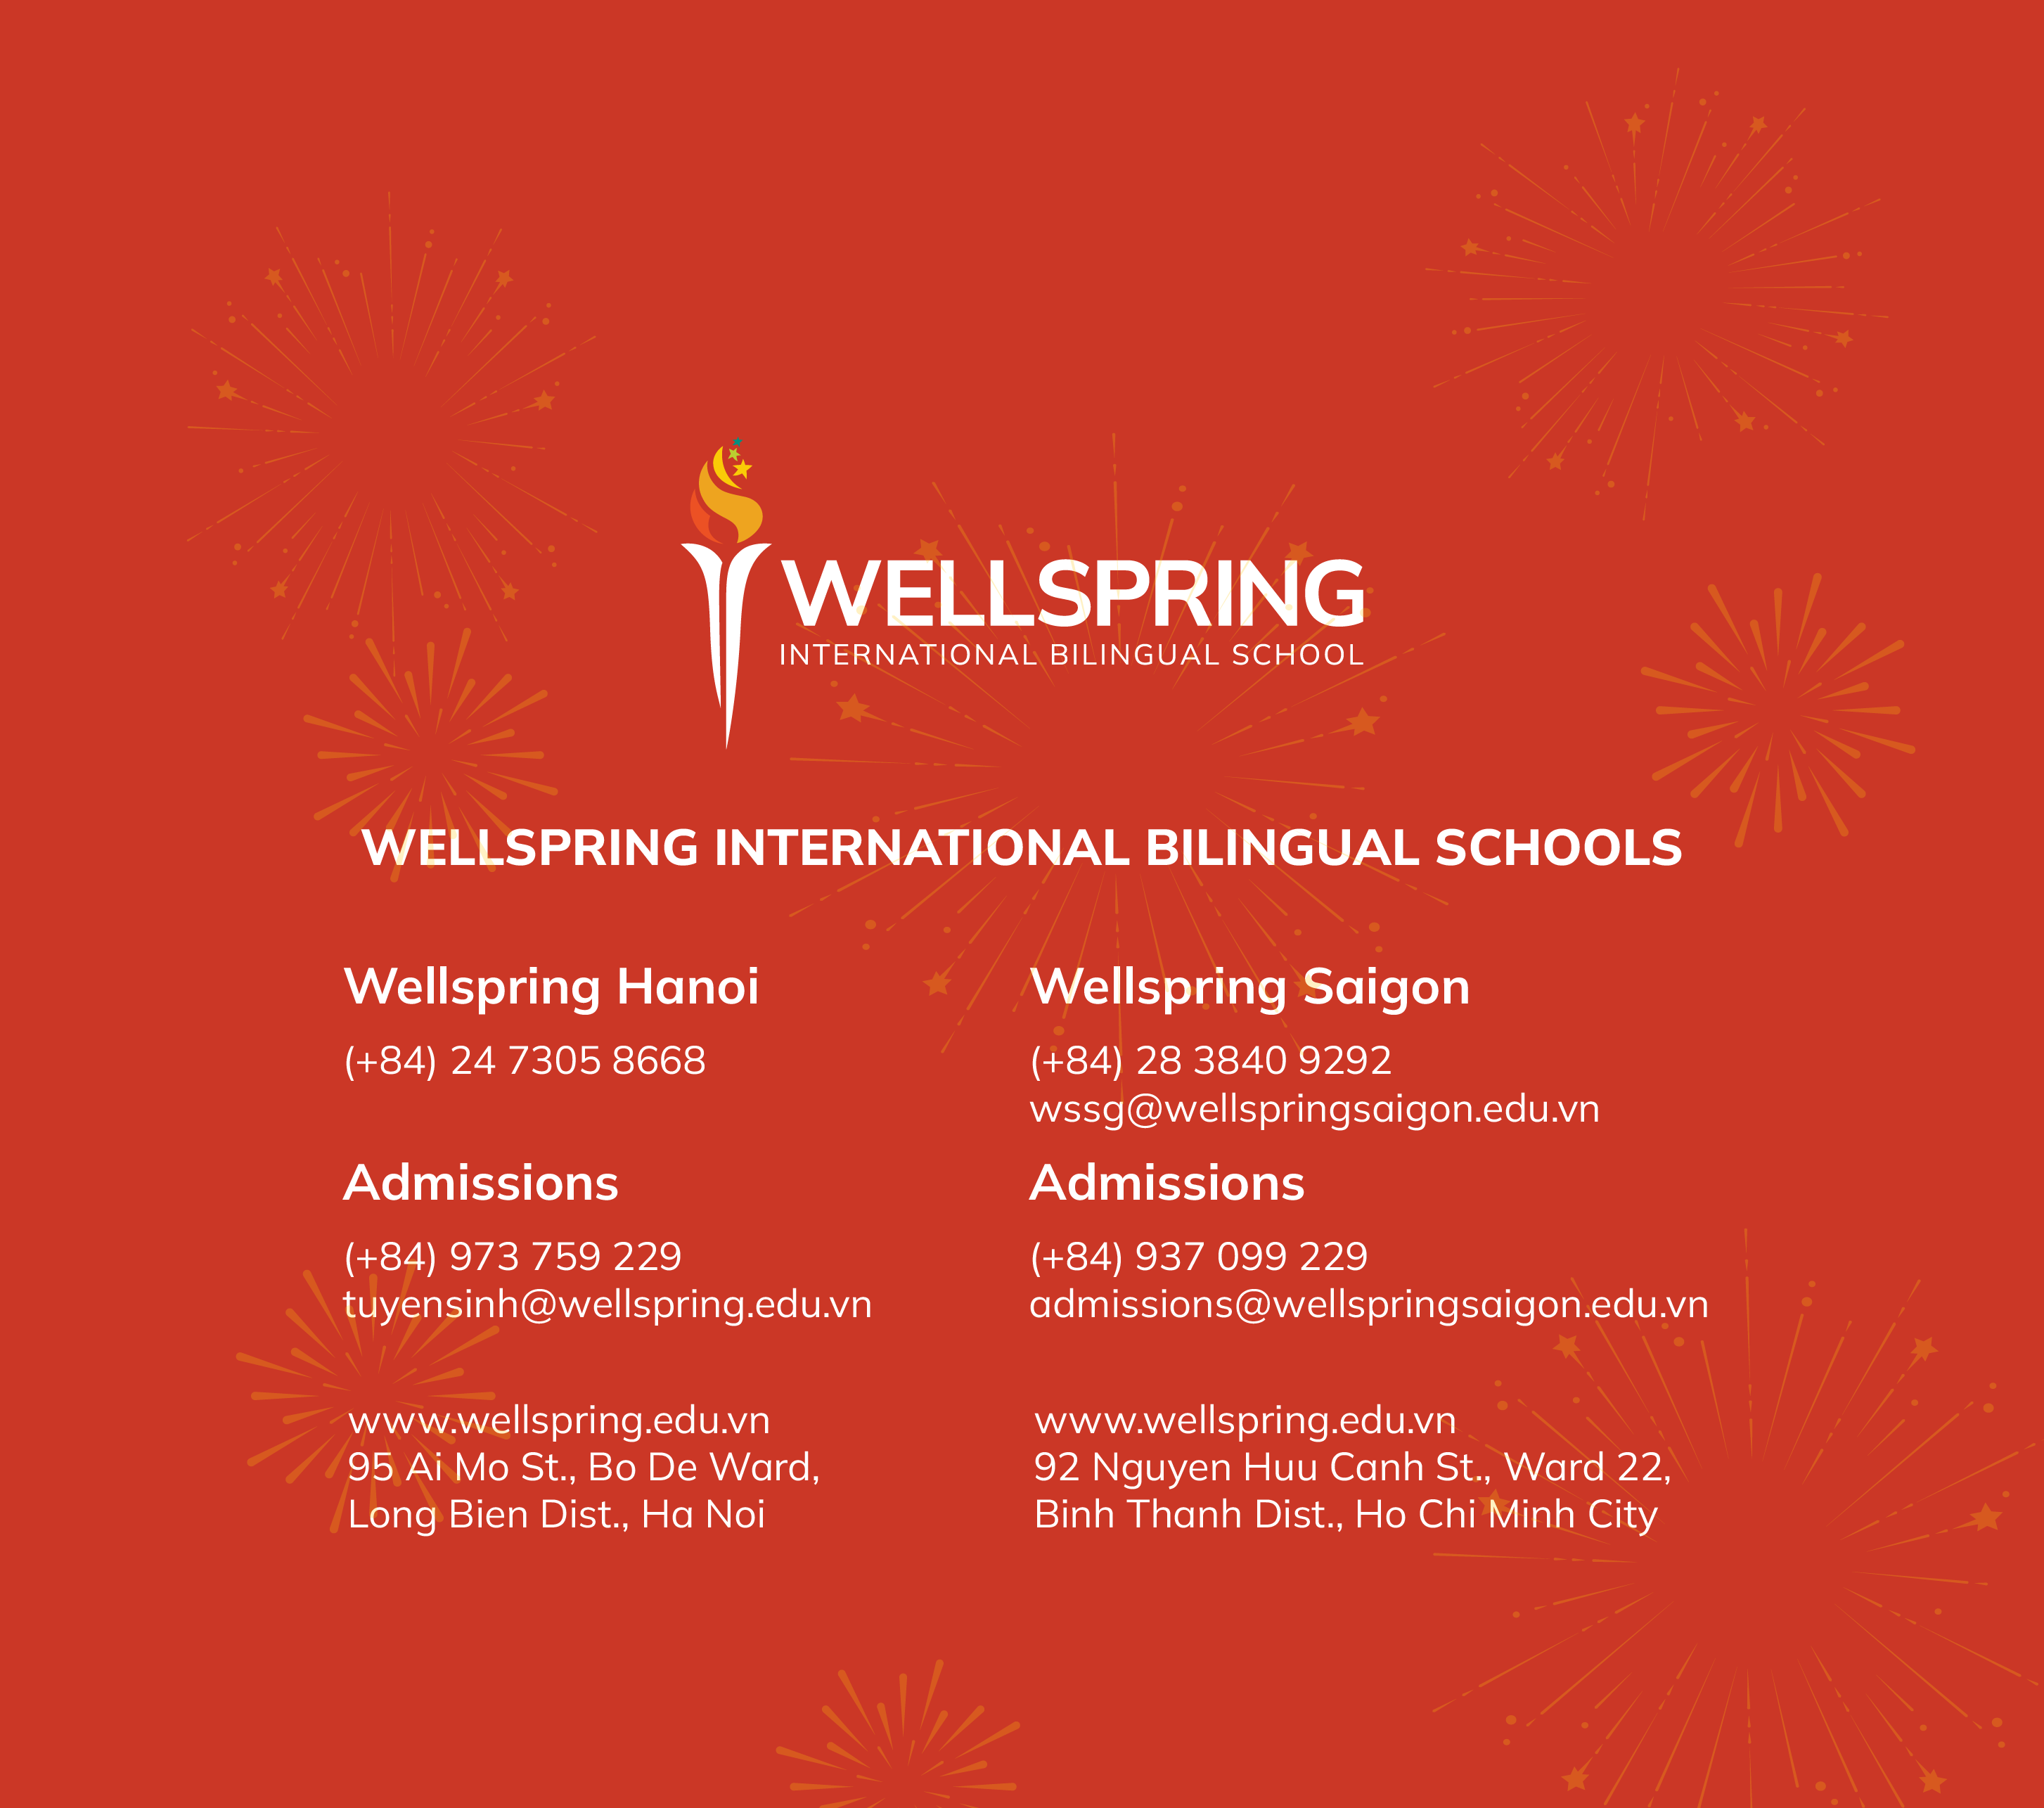 WELLSPRING
INTERNATIONAL BILINGUAL SCHOOL
WELLSPRING INTERNATIONAL BILINGUAL SCHOOLS
Wellspring Hanoi
(+84) 24 7305 8668
Admissions
(+84) 973 759 229
tuyensinh@wellspring.edu.vn
www.wellspring.edu.vn
95 Ai Mo St., Bo De Ward,
Long Bien Dist., Ha Noi
Wellspring Saigon
(+84) 28 3840 9292
wssg@wellspringsaigon.edu.vn
Admissions
(+84) 937 099 229
admissions@wellspringsaigon.edu.vn
www.wellspring.edu.vn
92 Nguyen Huu Canh St., Ward 22,
Binh Thanh Dist., Ho Chi Minh City